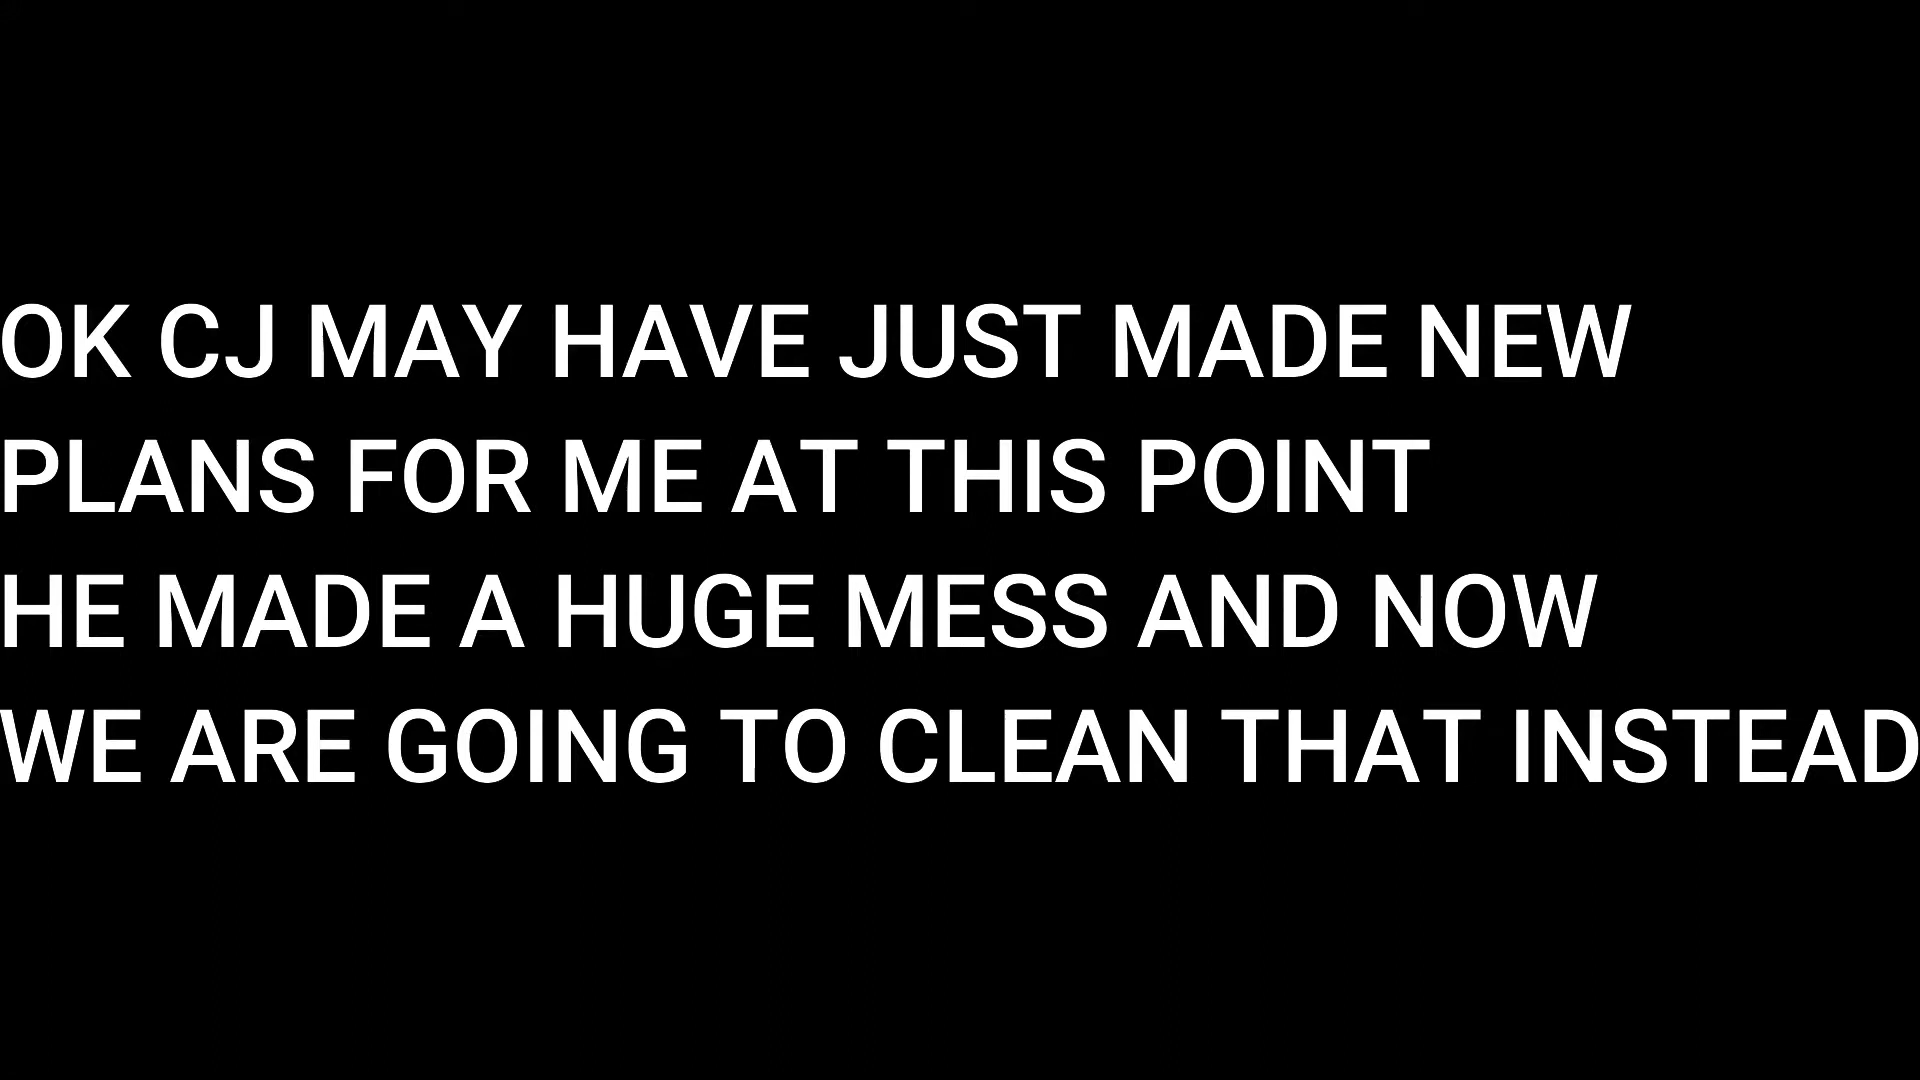 OK CJ MAY HAVE JUST MADE NEW
PLANS FOR ME AT THIS POINT
HE MADE A HUGE MESS AND NOW
WE ARE GOING TO CLEAN THAT INSTEAD